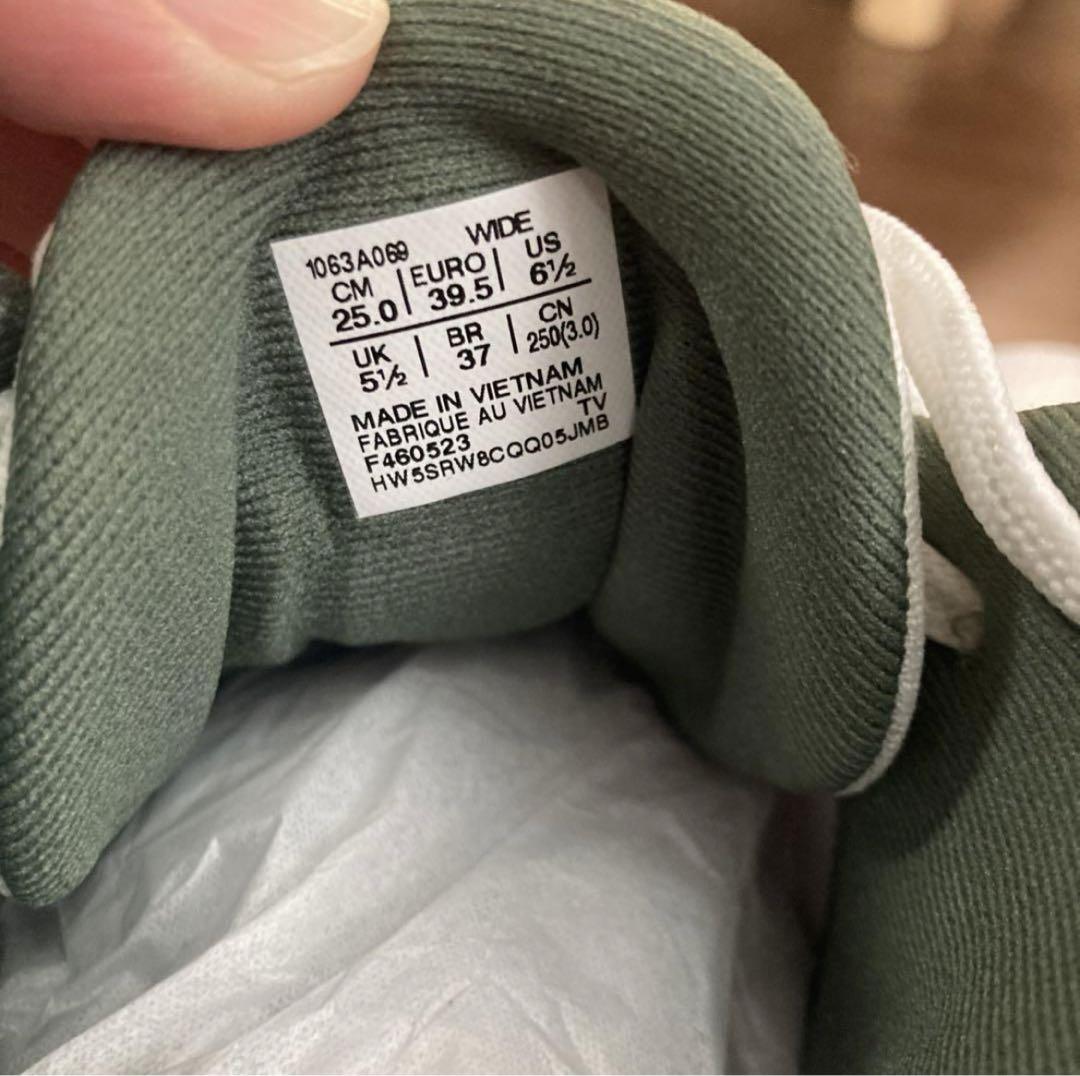 1063A069 WIDE
CM EURO US
25.0 39.5 6½
UK BR CN
5½ 37 250(3.0)
MADE IN VIETNAM
FABRIQUE AU VIETNAM
F460523 TV
HW5SRW8CQQ05JMB